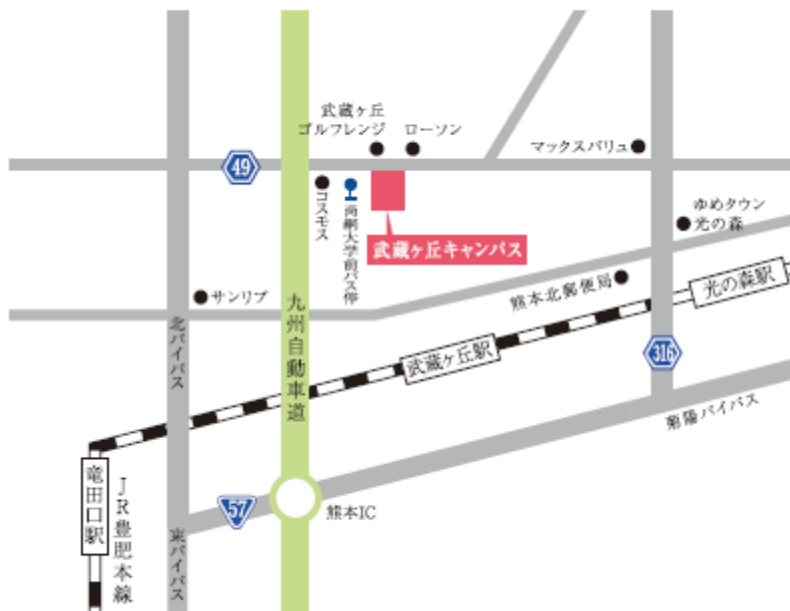 武蔵ヶ丘
ゴルフレンジ
ローソン
マックスバリュ
49
コスモス
尚絅大学前バス停
武蔵ヶ丘キャンパス
ゆめタウン
光の森
サンリブ
熊本北郵便局
光の森駅
北バイパス
九州自動車道
武蔵ヶ丘駅
316
菊陽バイパス
竜田口駅
JR豊肥本線
57
熊本IC
東バイパス